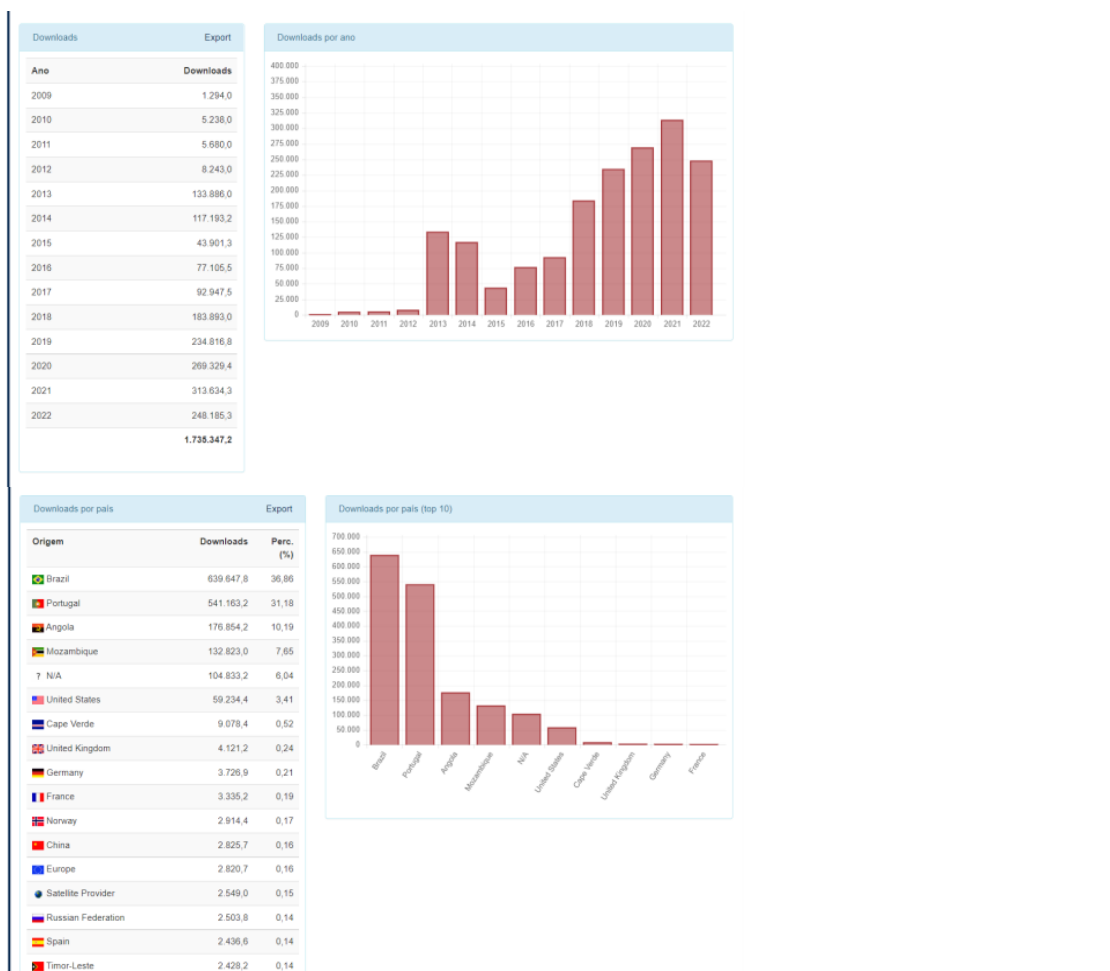 Downloads Export
Ano Downloads
2009 1.294,0
2010 5.238,0
2011 5.680,0
2012 8.243,0
2013 133.886,0
2014 117.193,2
2015 43.901,3
2016 77.105,5
2017 92.947,5
2018 183.893,0
2019 234.816,8
2020 269.329,4
2021 313.634,3
2022 248.185,3
1.735.347,2
Downloads por ano
400 000
375 000
350 000
325 000
300 000
275 000
250 000
225 000
200 000
175 000
150 000
125 000
100 000
75 000
50 000
25 000
0
2009 2010 2011 2012 2013 2014 2015 2016 2017 2018 2019 2020 2021 2022
Downloads por país Export
Origem Downloads Perc.
(%)
Brazil 639.647,8 36,86
Portugal 541.163,2 31,18
Angola 176.854,2 10,19
Mozambique 132.823,0 7,65
? N/A 104.833,2 6,04
United States 59.234,4 3,41
Cape Verde 9.078,4 0,52
United Kingdom 4.121,2 0,24
Germany 3.726,9 0,21
France 3.335,2 0,19
Norway 2.914,4 0,17
China 2.825,7 0,16
Europe 2.820,7 0,16
Satellite Provider 2.549,0 0,15
Russian Federation 2.503,8 0,14
Spain 2.436,6 0,14
Timor-Leste 2.428,2 0,14
Downloads por país (top 10)
700.000
650.000
600.000
550.000
500.000
450.000
400.000
350.000
300.000
250.000
200.000
150.000
100.000
50.000
0
Brazil Portugal Angola Mozambique N/A United States Cape Verde United Kingdom Germany France